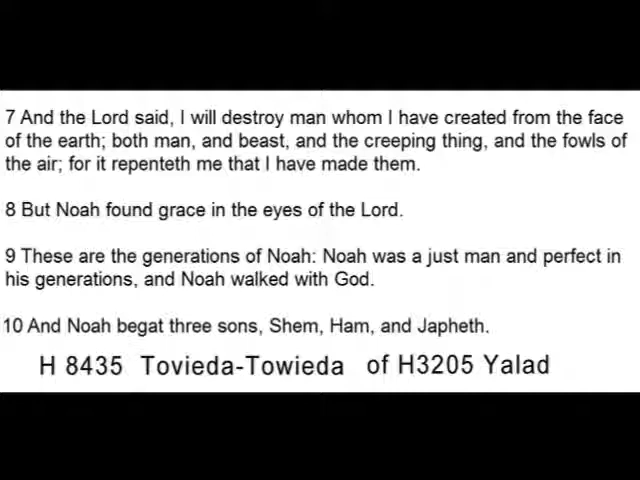 7 And the Lord said, I will destroy man whom I have created from the face
of the earth; both man, and beast, and the creeping thing, and the fowls of
the air; for it repenteth me that I have made them.
8 But Noah found grace in the eyes of the Lord.
9 These are the generations of Noah: Noah was a just man and perfect in
his generations, and Noah walked with God.
10 And Noah begat three sons, Shem, Ham, and Japheth.
H 8435 Tovieda-Towieda of H3205 Yalad